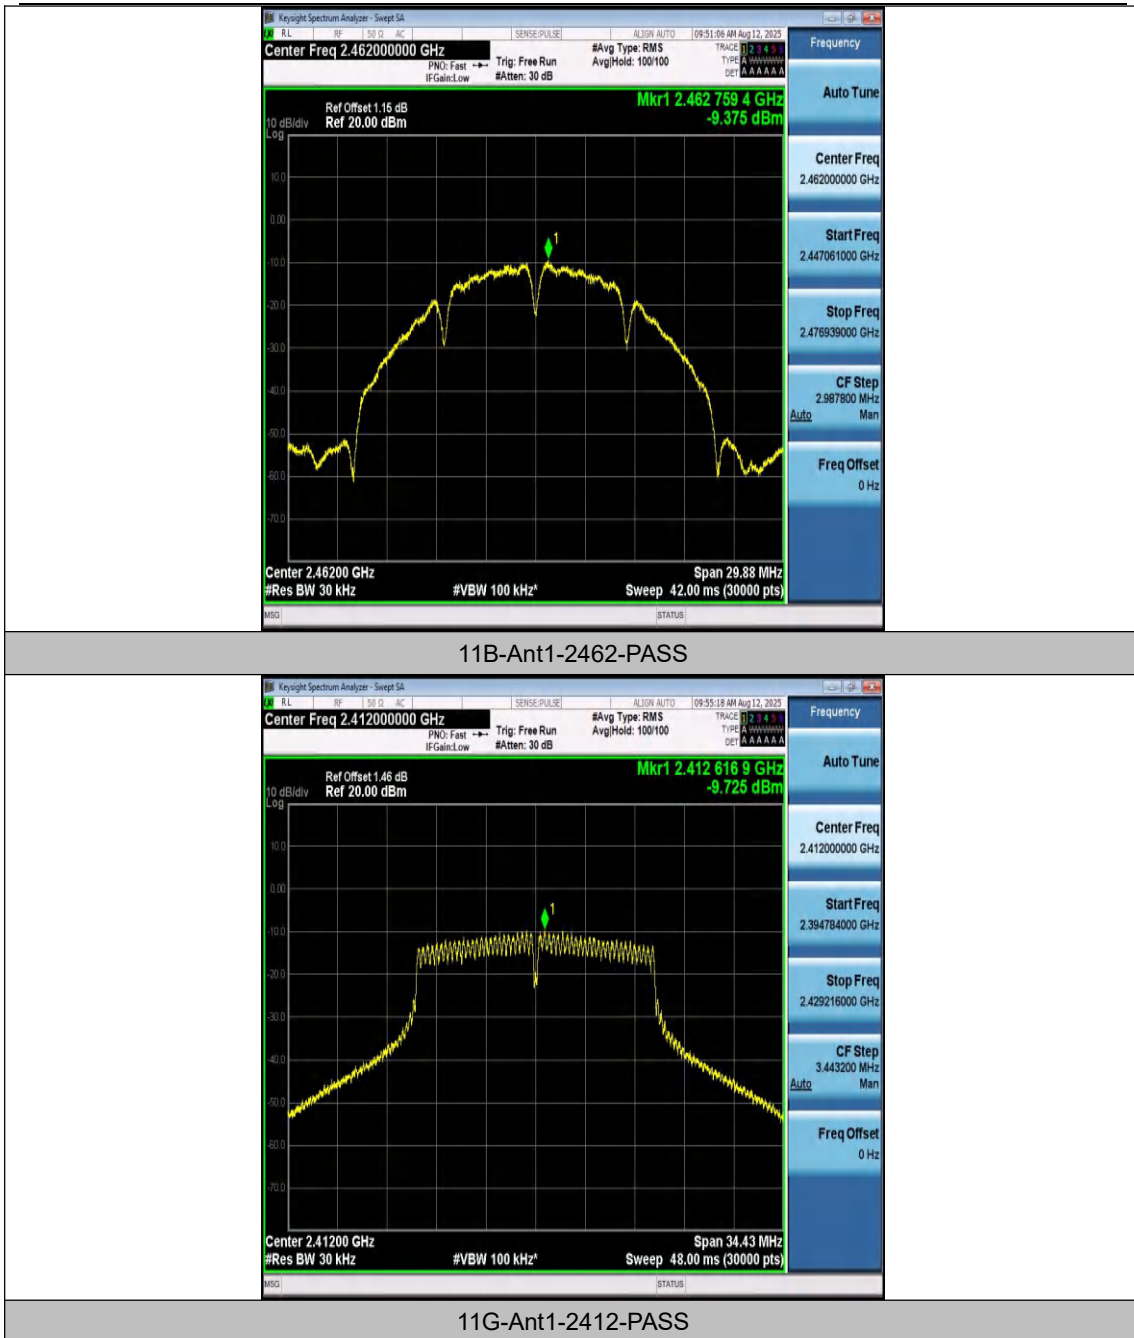 Keysight Spectrum Analyzer - Swept SA
RL RF 50 Ω AC SENSE:PULSE ALIGN AUTO 09:51:06 AM Aug 12, 2025
Center Freq 2.462000000 GHz
PNO: Fast
IFGain:Low
Trig: Free Run
#Atten: 30 dB
#Avg Type: RMS
Avg|Hold: 100/100
TRACE 1 2 3 4 5 6
TYPE A WWWWW
DET A A A A A A
Frequency
Ref Offset 1.15 dB
10 dB/div Ref 20.00 dBm
Log
Mkr1 2.462 759 4 GHz
-9.375 dBm
10.0
0.00
-10.0
-20.0
-30.0
-40.0
-50.0
-60.0
-70.0
1
Center 2.46200 GHz Span 29.88 MHz
#Res BW 30 kHz #VBW 100 kHz* Sweep 42.00 ms (30000 pts)
MSG STATUS
Auto Tune
Center Freq
2.462000000 GHz
Start Freq
2.447061000 GHz
Stop Freq
2.476939000 GHz
CF Step
2.987800 MHz
Auto Man
Freq Offset
0 Hz
11B-Ant1-2462-PASS
Keysight Spectrum Analyzer - Swept SA
RL RF 50 Ω AC SENSE:PULSE ALIGN AUTO 09:55:18 AM Aug 12, 2025
Center Freq 2.412000000 GHz
PNO: Fast
IFGain:Low
Trig: Free Run
#Atten: 30 dB
#Avg Type: RMS
Avg|Hold: 100/100
TRACE 1 2 3 4 5 6
TYPE A WWWWW
DET A A A A A A
Frequency
Ref Offset 1.46 dB
10 dB/div Ref 20.00 dBm
Log
Mkr1 2.412 616 9 GHz
-9.725 dBm
10.0
0.00
-10.0
-20.0
-30.0
-40.0
-50.0
-60.0
-70.0
1
Center 2.41200 GHz Span 34.43 MHz
#Res BW 30 kHz #VBW 100 kHz* Sweep 48.00 ms (30000 pts)
MSG STATUS
Auto Tune
Center Freq
2.412000000 GHz
Start Freq
2.394784000 GHz
Stop Freq
2.429216000 GHz
CF Step
3.443200 MHz
Auto Man
Freq Offset
0 Hz
11G-Ant1-2412-PASS